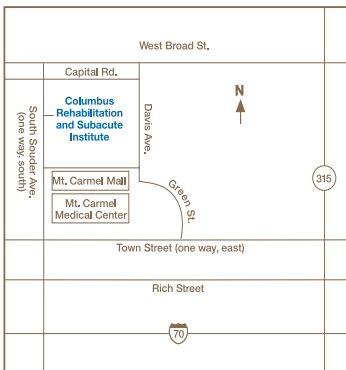 West Broad St.
Capital Rd.
Columbus
Rehabilitation
and Subacute
Institute
South Souder Ave.
(one way, south)
Davis Ave.
N
Mt. Carmel Mall
Mt. Carmel
Medical Center
Green St.
315
Town Street (one way, east)
Rich Street
70